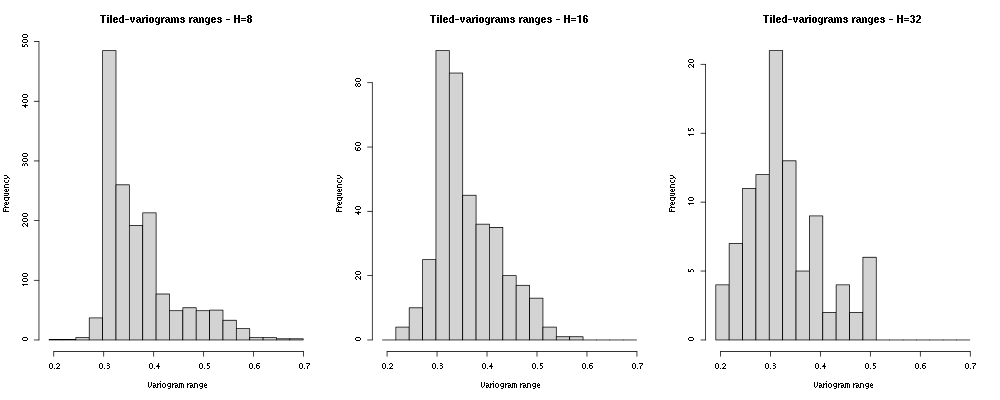 Tiled-variograms ranges - H=8
Frequency
0
100
200
300
400
500
0.2 0.3 0.4 0.5 0.6 0.7
Variogram range
Tiled-variograms ranges - H=16
Frequency
0
20
40
60
80
0.2 0.3 0.4 0.5 0.6 0.7
Variogram range
Tiled-variograms ranges - H=32
Frequency
0
5
10
15
20
0.2 0.3 0.4 0.5 0.6 0.7
Variogram range